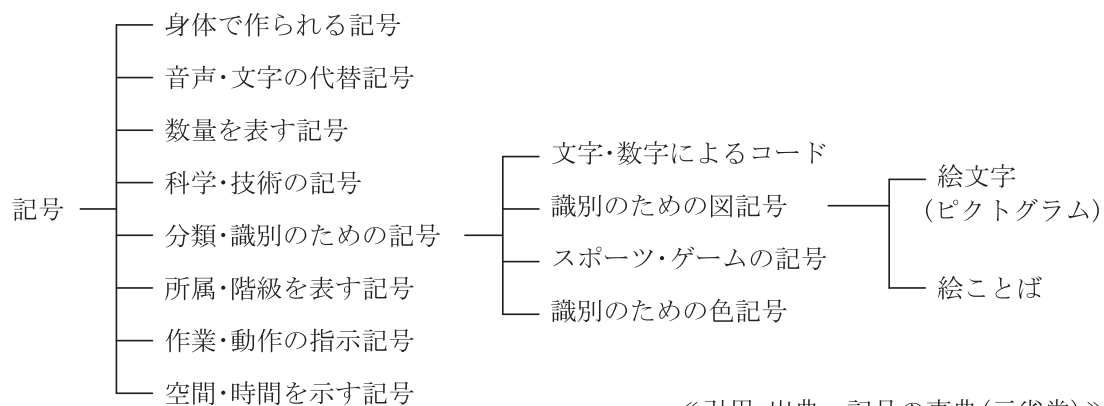 記号
身体で作られる記号
音声・文字の代替記号
数量を表す記号
科学・技術の記号
分類・識別のための記号
所属・階級を表す記号
作業・動作の指示記号
空間・時間を示す記号
文字・数字によるコード
識別のための図記号
スポーツ・ゲームの記号
識別のための色記号
絵文字
(ピクトグラム)
絵ことば